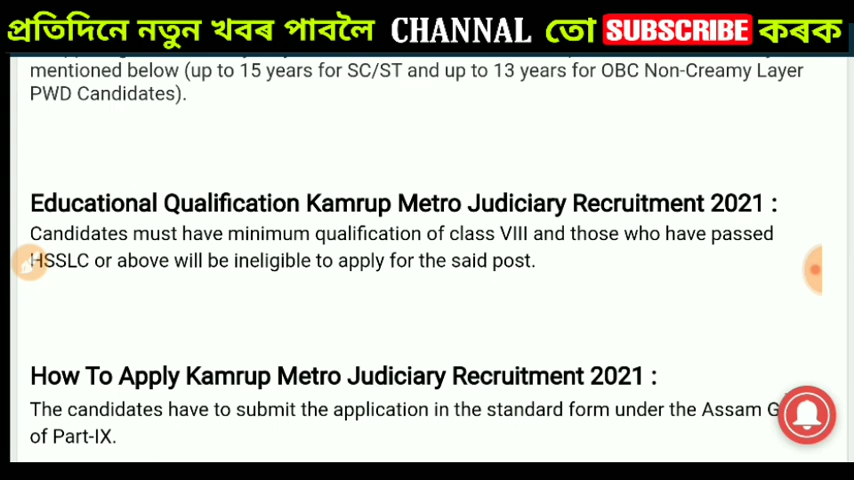 প্ৰতিদিনে নতুন খবৰ পাবলৈ CHANNAL তো SUBSCRIBE কৰক
mentioned below (up to 15 years for SC/ST and up to 13 years for OBC Non-Creamy Layer
PWD Candidates).
Educational Qualification Kamrup Metro Judiciary Recruitment 2021 :
Candidates must have minimum qualification of class VIII and those who have passed
HSSLC or above will be ineligible to apply for the said post.
How To Apply Kamrup Metro Judiciary Recruitment 2021 :
The candidates have to submit the application in the standard form under the Assam
of Part-IX.